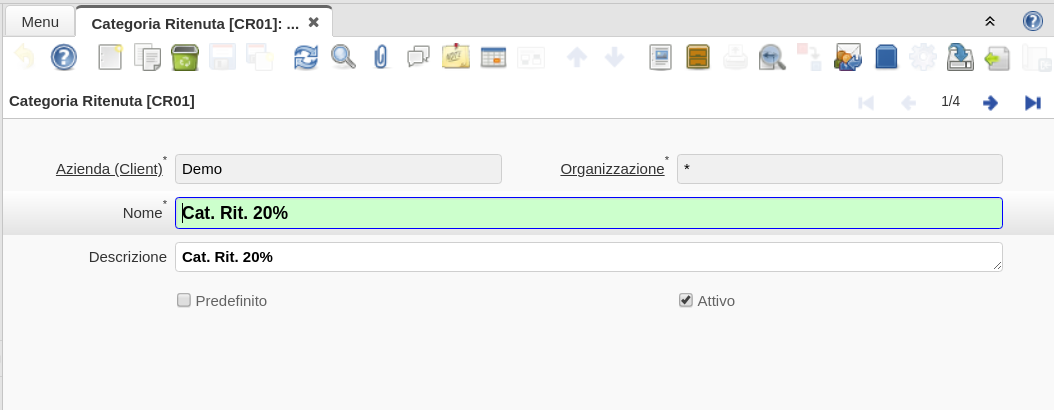 Menu
Categoria Ritenuta [CR01]: ...
Categoria Ritenuta [CR01]
1/4
Azienda (Client)* Demo Organizzazione* *
Nome* Cat. Rit. 20%
Descrizione Cat. Rit. 20%
Predefinito Attivo